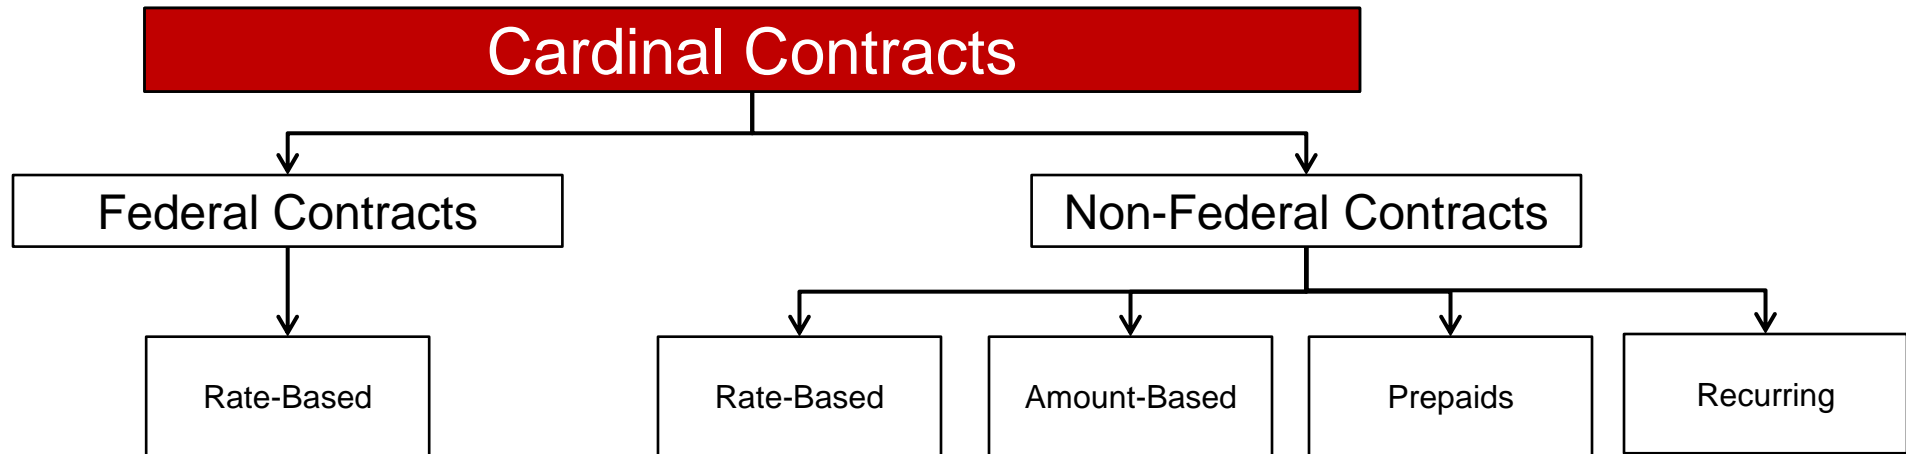 Cardinal Contracts
Federal Contracts
Non-Federal Contracts
Rate-Based
Rate-Based
Amount-Based
Prepaids
Recurring